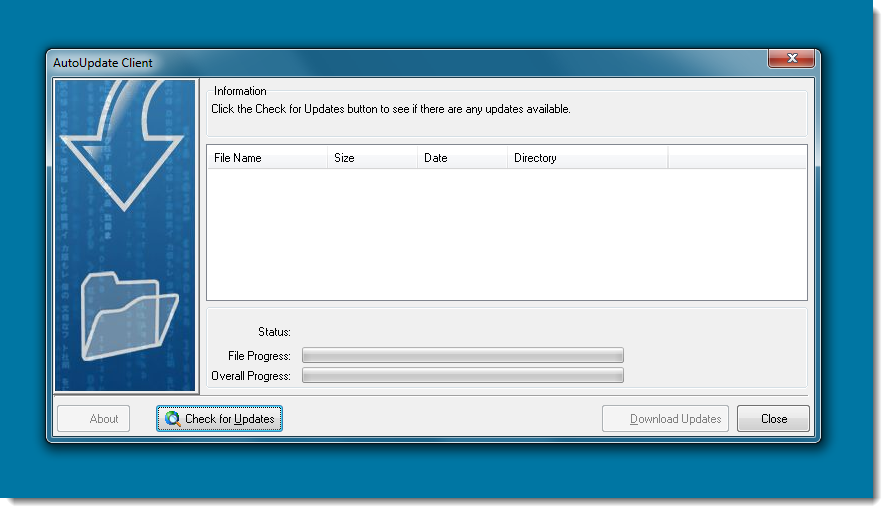 AutoUpdate Client
Information
Click the Check for Updates button to see if there are any updates available.
File Name Size Date Directory
Status:
File Progress:
Overall Progress:
About Check for Updates Download Updates Close